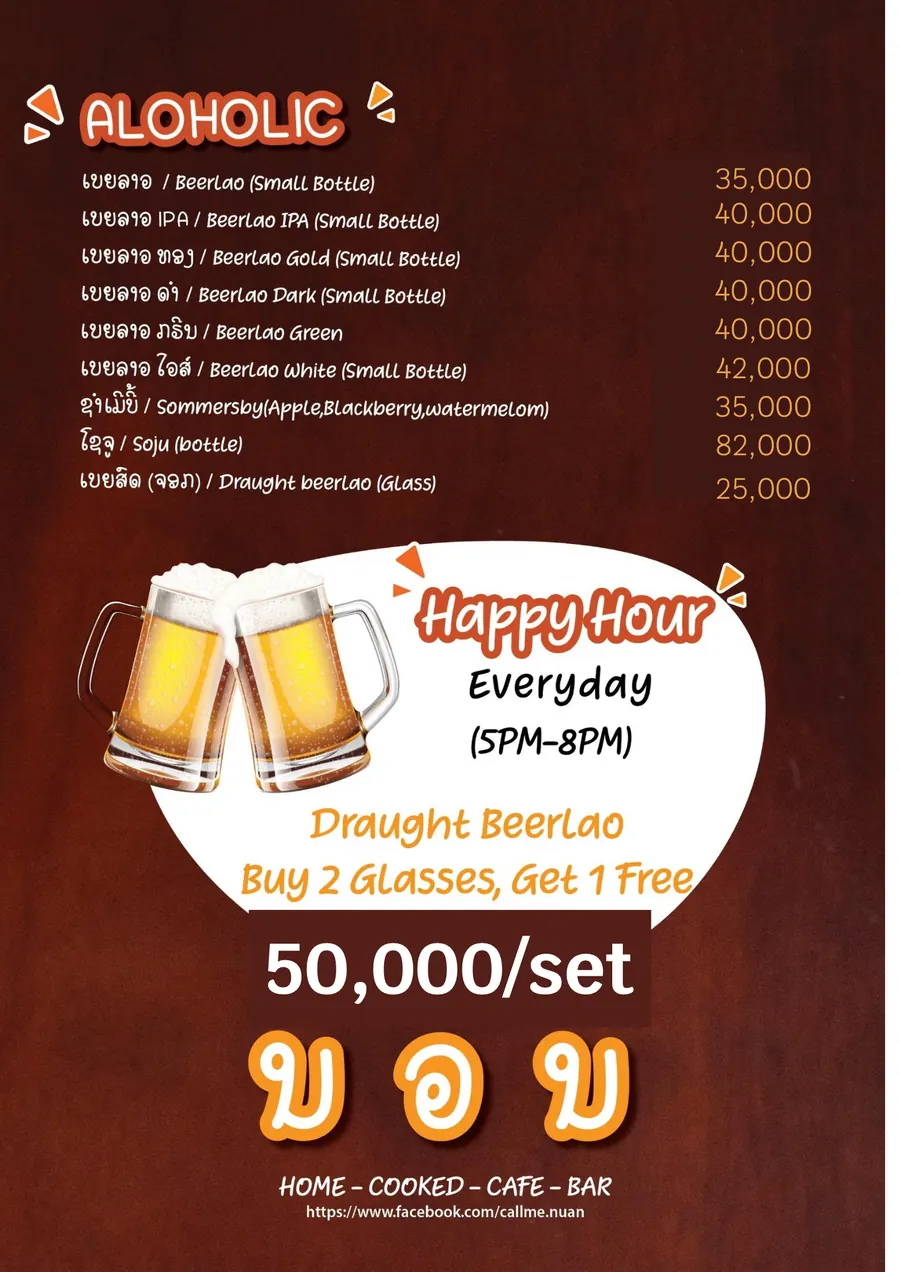 ALOHOLIC
ເບຍລາວ / Beerlao (Small Bottle) 35,000
ເບຍລາວ IPA / Beerlao IPA (Small Bottle) 40,000
ເບຍລາວ ທອງ / Beerlao Gold (Small Bottle) 40,000
ເບຍລາວ ດຳ / Beerlao Dark (Small Bottle) 40,000
ເບຍລາວ ກຣີນ / Beerlao Green 40,000
ເບຍລາວ ໄວສ໌ / Beerlao White (Small Bottle) 42,000
ຊຳເມີບີ້ / Sommersby(Apple,Blackberry,watermelom) 35,000
ໂຊຈູ / Soju (bottle) 82,000
ເບຍສົດ (ຈອກ) / Draught beerlao (Glass) 25,000
Happy Hour
Everyday
(5PM-8PM)
Draught Beerlao
Buy 2 Glasses, Get 1 Free
50,000/set
ນ ວ ນ
HOME - COOKED - CAFE - BAR
https://www.facebook.com/callme.nuan